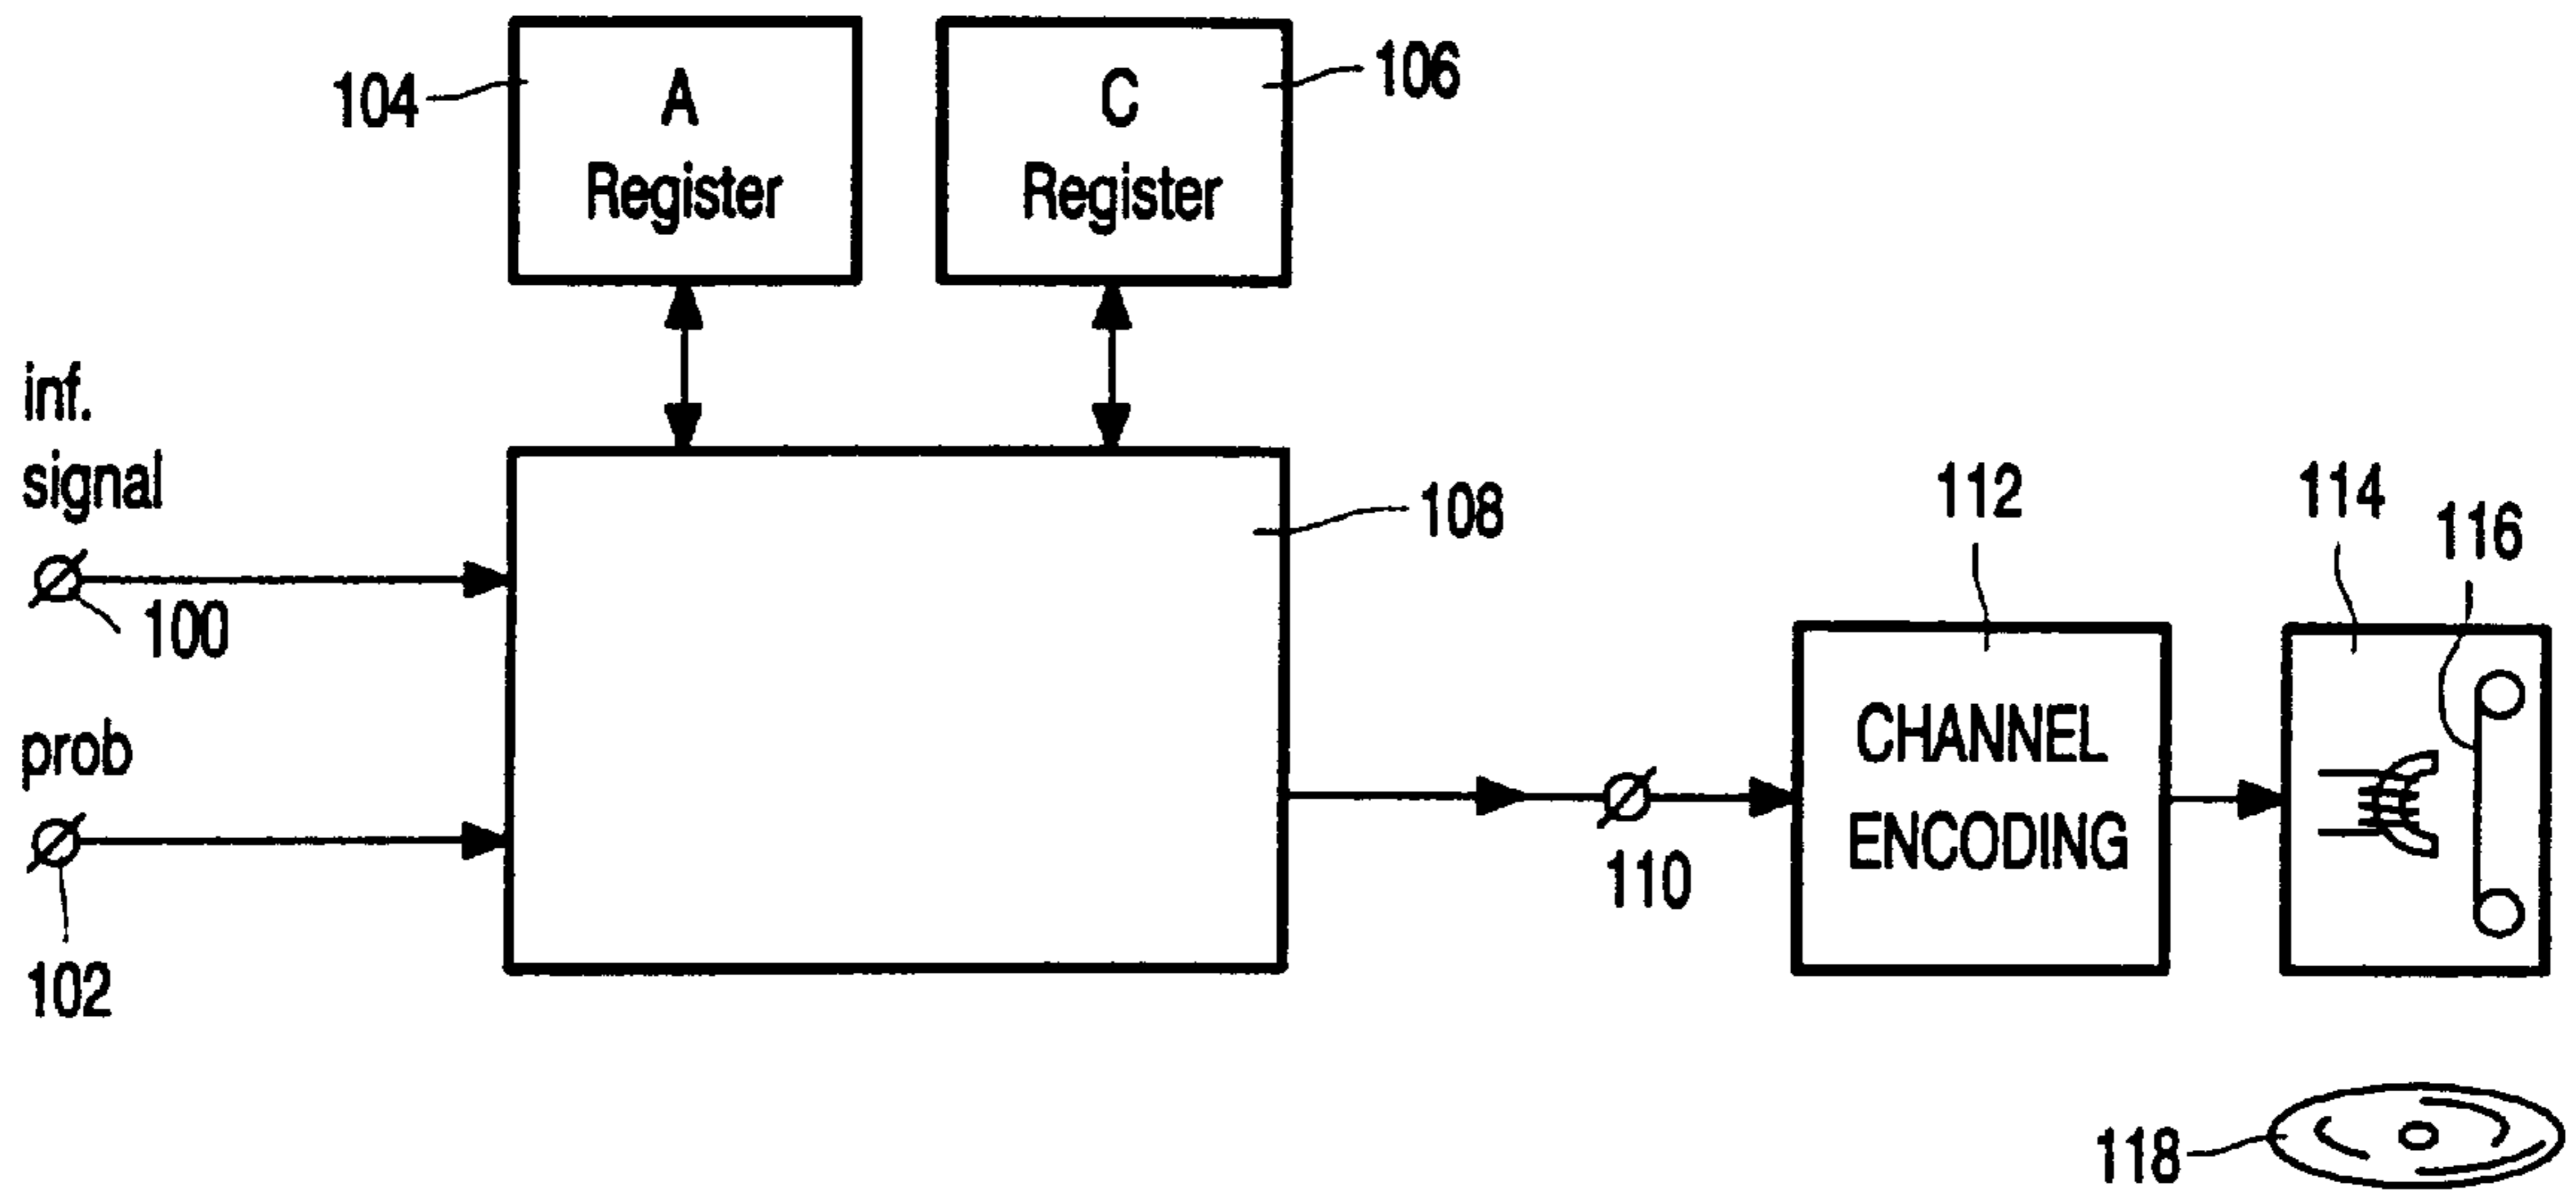 104
A
Register
C
Register
106
inf.
signal
100
108
prob
102
110
112
CHANNEL
ENCODING
114
116
118